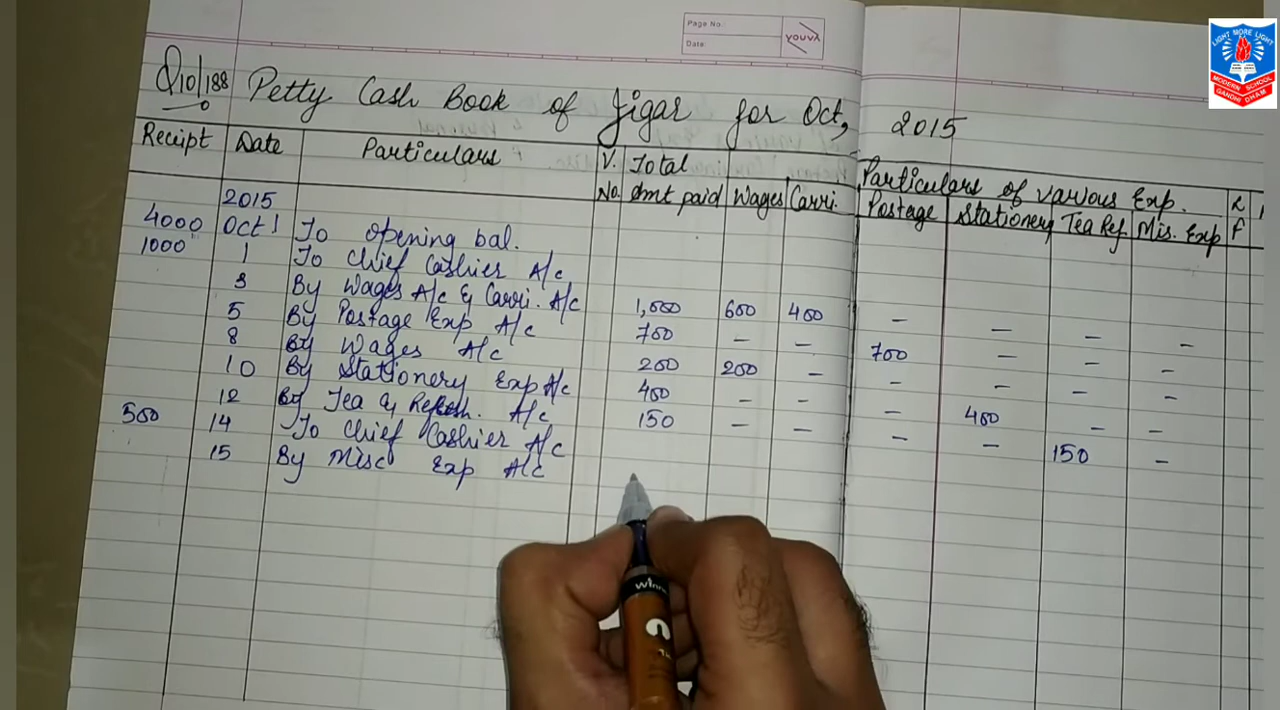 Page No.
Date:
youva
LIGHT MORE LIGHT
MODERN SCHOOL
GANDHIDHAM
Q10/188 Petty Cash Book of Jigar for Oct, 2015
Receipt Date Particulars V. No. Total Amt paid Wages Carri. Particulars of various Exp. L F
Postage Stationery Tea Ref. Mis. Exp
2015
4000 Oct 1 To opening bal.
1000 1 To Chief Cashier A/c
3 By Wages A/c & Carri. A/c 1,000 600 400 — — — —
5 By Postage Exp A/c 700 — — 700 — — —
8 By Wages A/c 200 200 — — — — —
10 By Stationery Exp A/c 400 — — — 400 — —
12 By Tea & Refresh. A/c 150 — — — — 150 —
500 14 To Chief Cashier A/c
15 By Misc Exp A/c